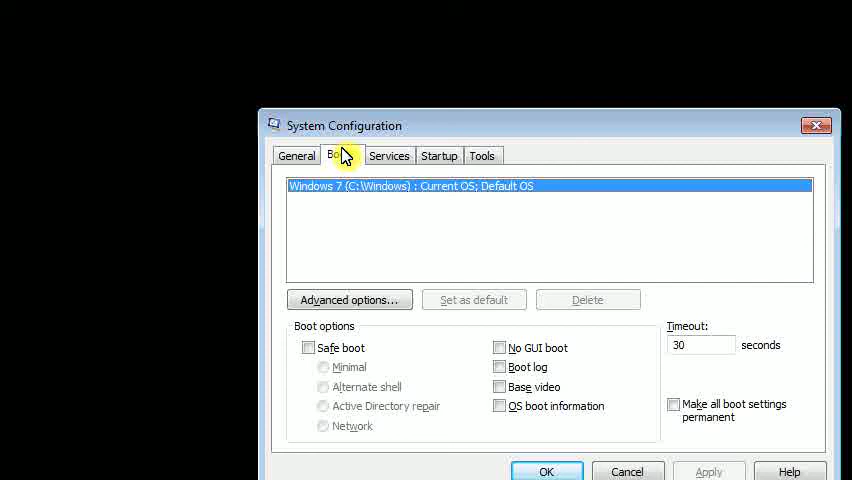 System Configuration
General Services Startup Tools
Windows 7 (C:\Windows) : Current OS; Default OS
Advanced options... Set as default Delete
Boot options Timeout:
Safe boot No GUI boot 30 seconds
Minimal Boot log
Alternate shell Base video
Active Directory repair OS boot information Make all boot settings
permanent
Network
OK Cancel Apply Help